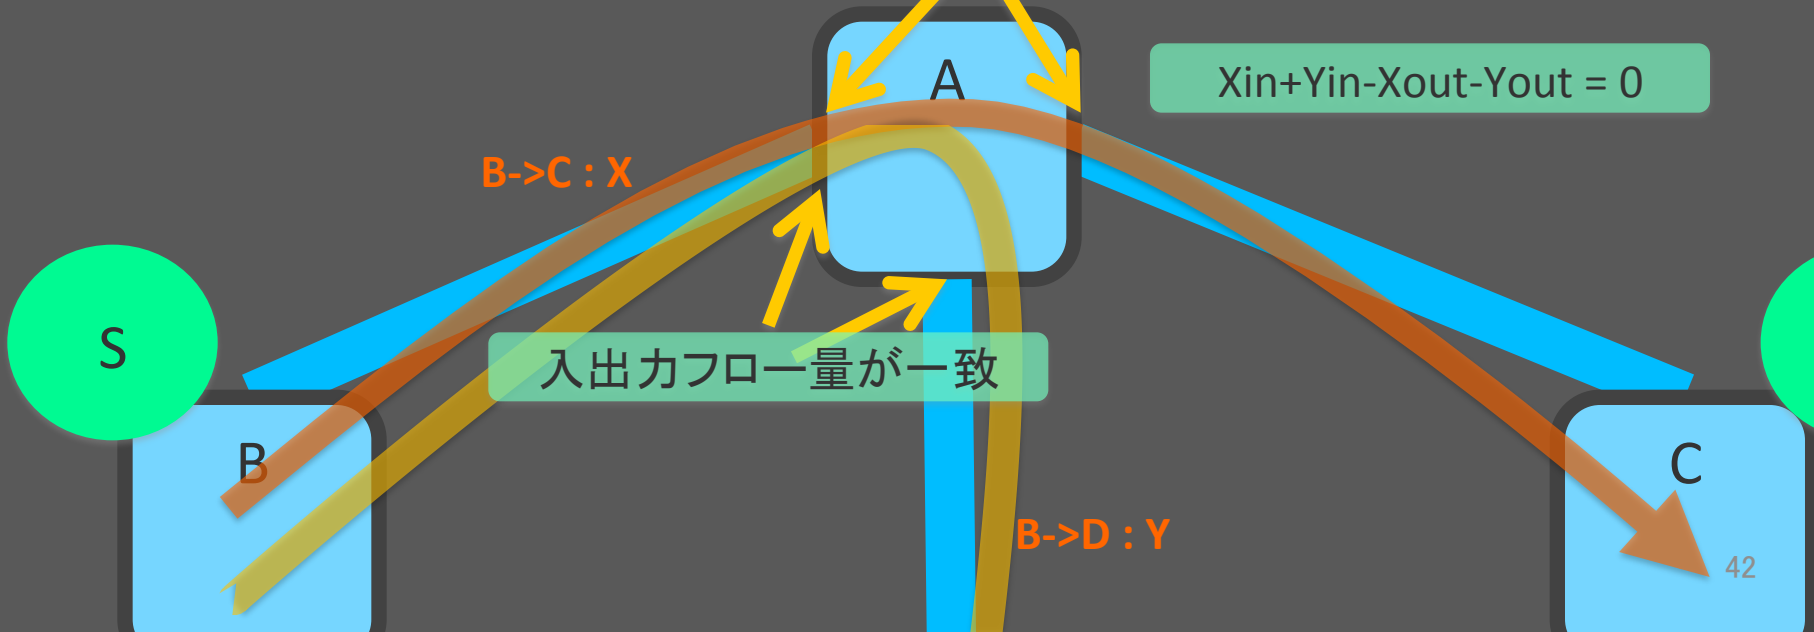 A
Xin+Yin-Xout-Yout = 0
B->C : X
S
入出力フロー量が一致
B
C
B->D : Y
42